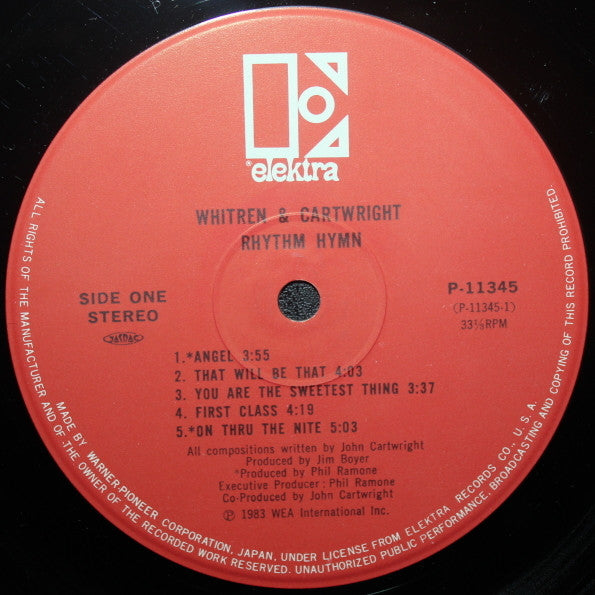 ®elektra
WHITREN & CARTWRIGHT
RHYTHM HYMN
SIDE ONE
STEREO
JASRAC
P-11345
(P-11345-1)
33⅓RPM
1.*ANGEL 3:55
2. THAT WILL BE THAT 4:03
3. YOU ARE THE SWEETEST THING 3:37
4. FIRST CLASS 4:19
5.*ON THRU THE NITE 5:03
All compositions written by John Cartwright
Produced by Jim Boyer
*Produced by Phil Ramone
Executive Producer : Phil Ramone
Co-Produced by John Cartwright
Ⓟ 1983 WEA International Inc.
MADE BY WARNER-PIONEER CORPORATION, JAPAN, UNDER LICENSE FROM ELEKTRA RECORDS CO., U.S.A.
ALL RIGHTS OF THE MANUFACTURER AND OF THE OWNER OF THE RECORDED WORK RESERVED. UNAUTHORIZED PUBLIC PERFORMANCE, BROADCASTING AND COPYING OF THIS RECORD PROHIBITED.